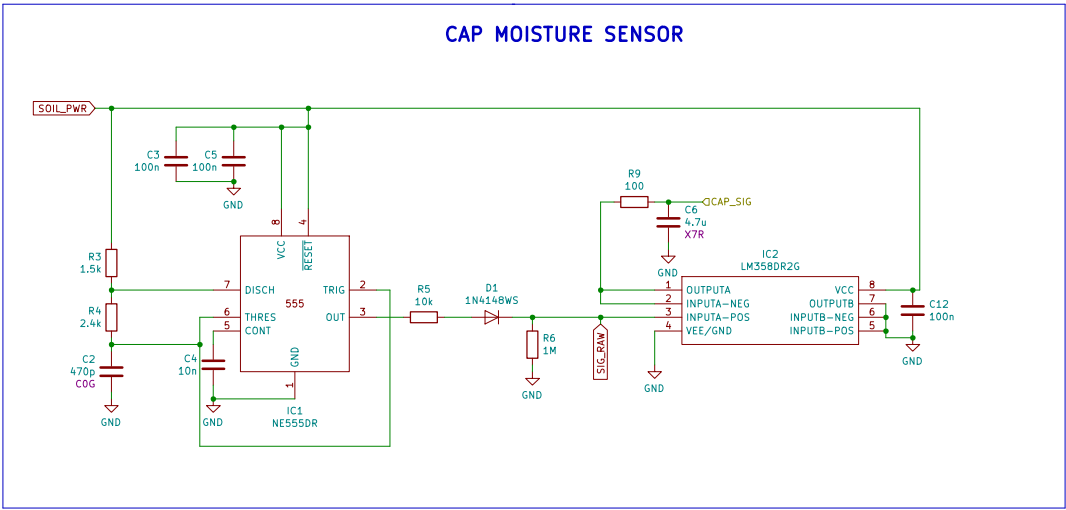 CAP MOISTURE SENSOR
SOIL_PWR
C3
100n
C5
100n
GND
R9
100
CAP_SIG
C6
4.7u
X7R
GND
8
4
VCC
RESET
R3
1.5k
7
DISCH
555
TRIG
2
R4
2.4k
6
THRES
OUT
3
5
CONT
GND
1
C2
470p
C0G
GND
C4
10n
GND
IC1
NE555DR
R5
10k
D1
1N4148WS
R6
1M
GND
SIG_RAW
IC2
LM358DR2G
1
OUTPUTA
VCC
8
2
INPUTA-NEG
OUTPUTB
7
3
INPUTA-POS
INPUTB-NEG
6
4
VEE/GND
INPUTB-POS
5
GND
C12
100n
GND